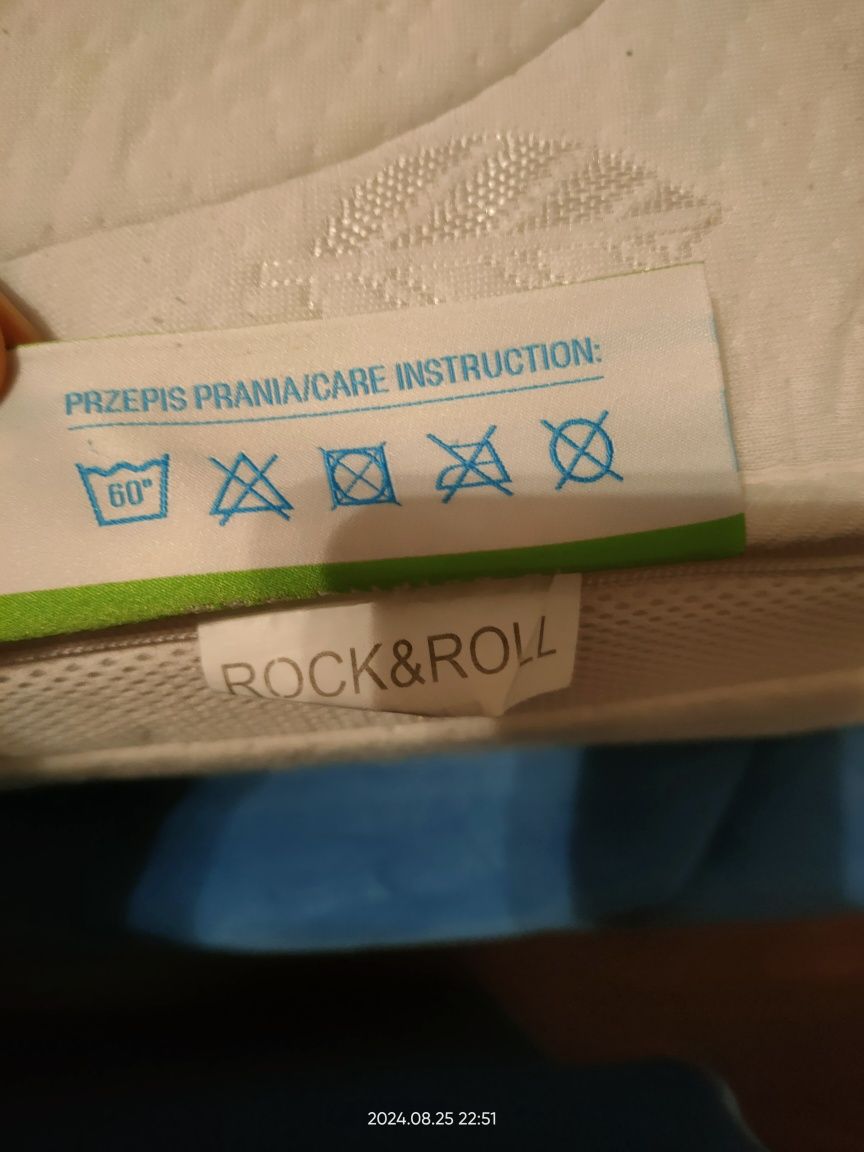 PRZEPIS PRANIA/CARE INSTRUCTION:
60°
ROCK&ROLL
2024.08.25 22:51